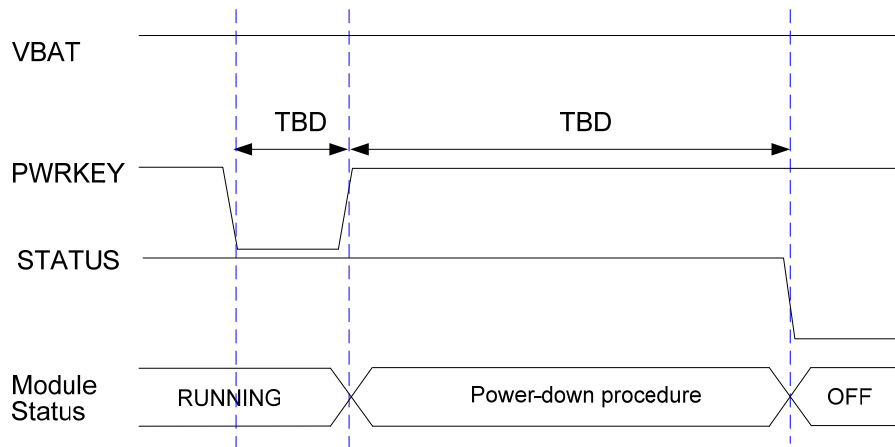 VBAT
TBD
TBD
PWRKEY
STATUS
Module
Status
RUNNING
Power-down procedure
OFF